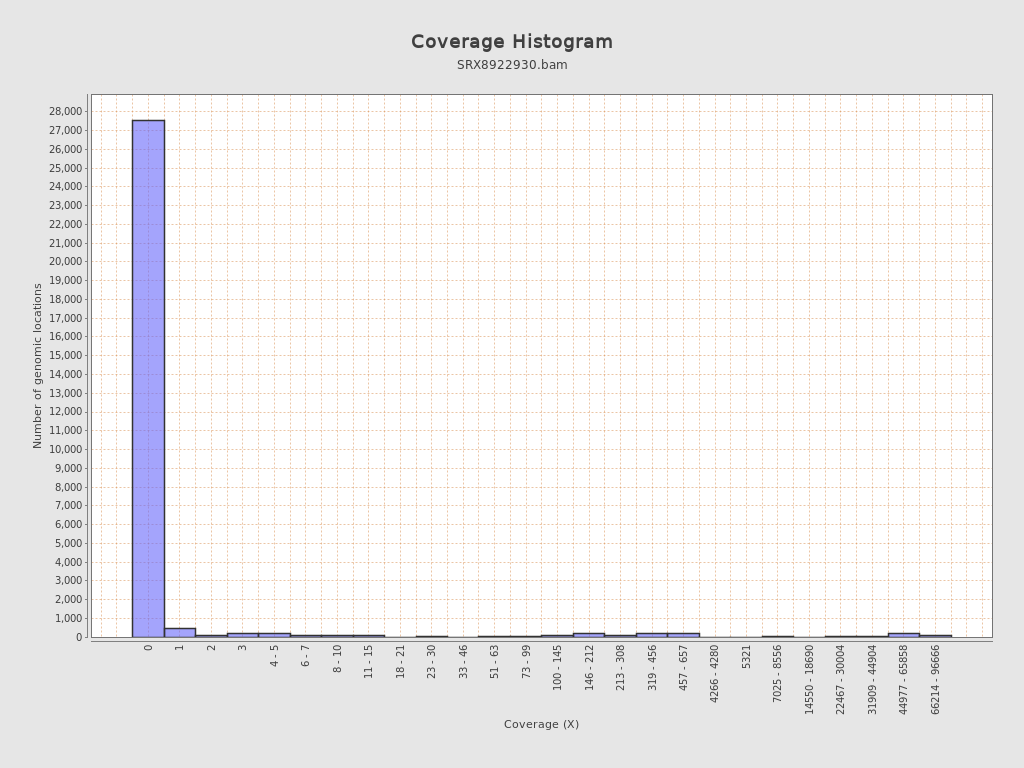 Coverage Histogram
SRX8922930.bam
Number of genomic locations
28,000
27,000
26,000
25,000
24,000
23,000
22,000
21,000
20,000
19,000
18,000
17,000
16,000
15,000
14,000
13,000
12,000
11,000
10,000
9,000
8,000
7,000
6,000
5,000
4,000
3,000
2,000
1,000
0
0
1
2
3
4 - 5
6 - 7
8 - 10
11 - 15
18 - 21
23 - 30
33 - 46
51 - 63
73 - 99
100 - 145
146 - 212
213 - 308
319 - 456
457 - 657
4266 - 4280
5321
7025 - 8556
14550 - 18690
22467 - 30004
31909 - 44904
44977 - 65858
66214 - 96666
Coverage (X)